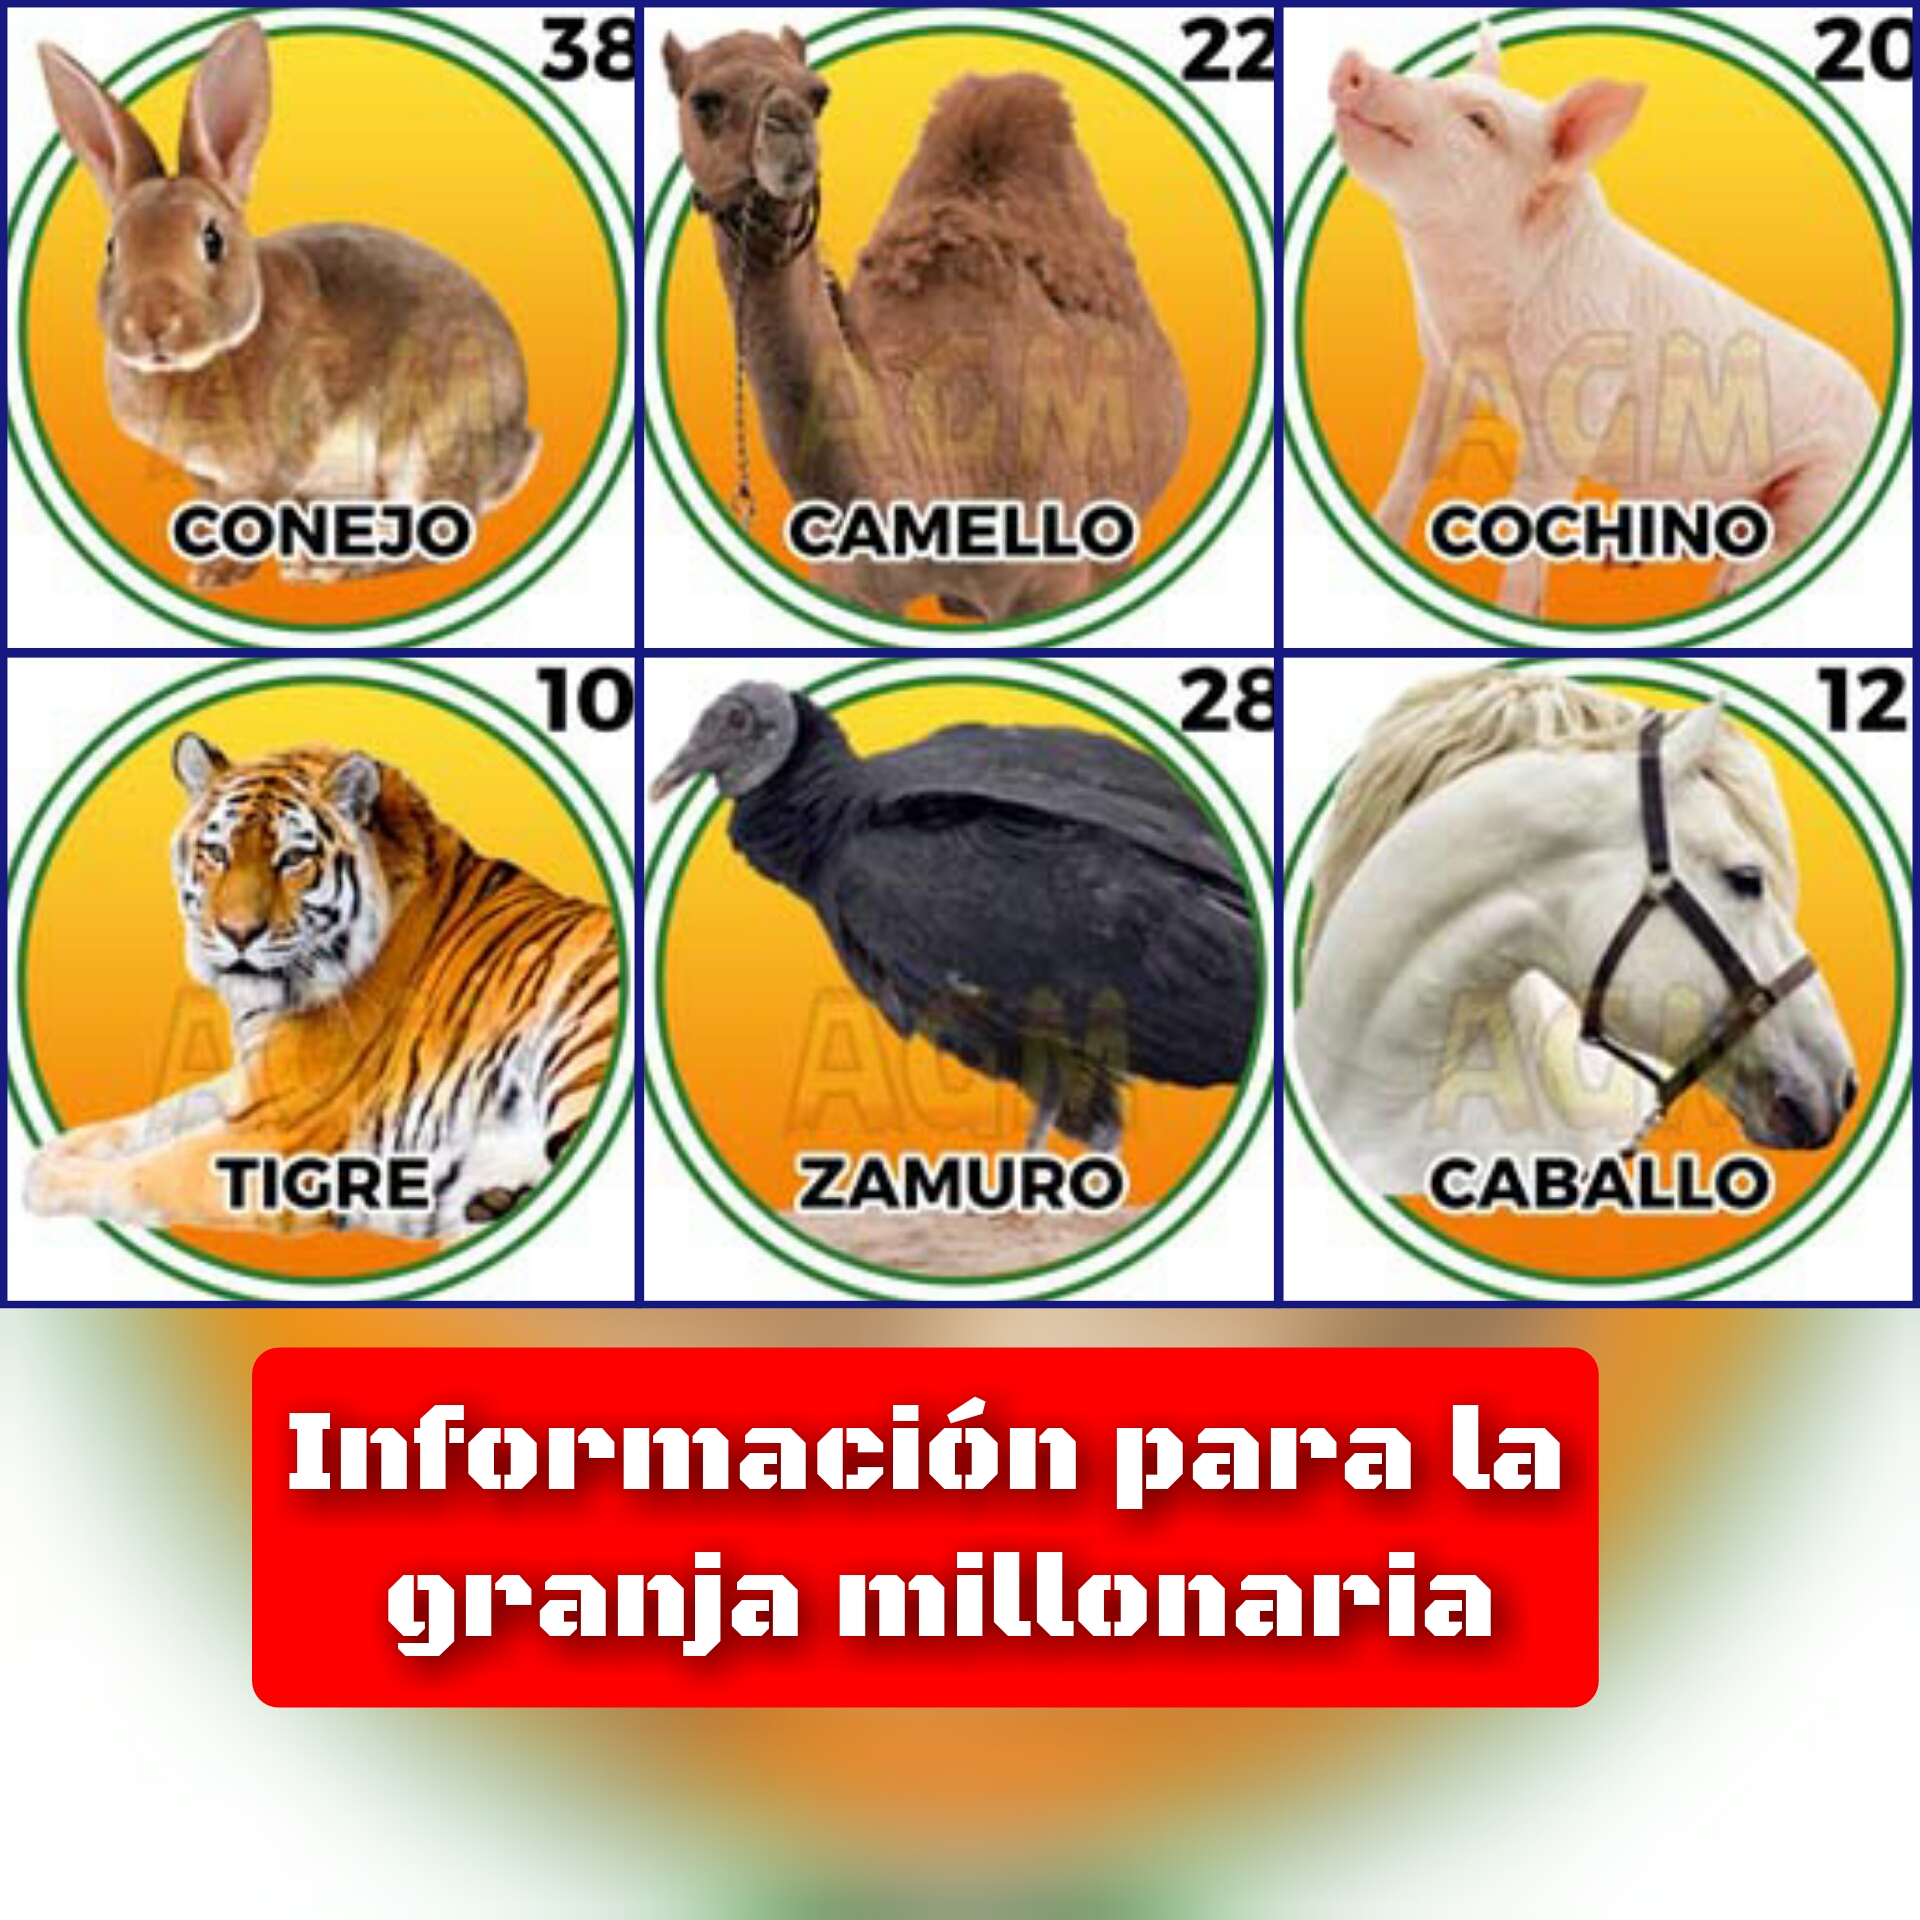 38
22
20
AGM
AGM
AGM
CONEJO
CAMELLO
COCHINO
10
28
12
AGM
AGM
AGM
TIGRE
ZAMURO
CABALLO
Información para la
granja millonaria